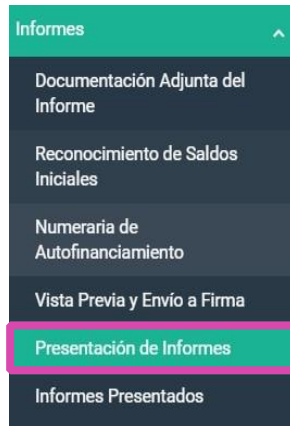 Informes
Documentación Adjunta del
Informe
Reconocimiento de Saldos
Iniciales
Numeraria de
Autofinanciamiento
Vista Previa y Envío a Firma
Presentación de Informes
Informes Presentados